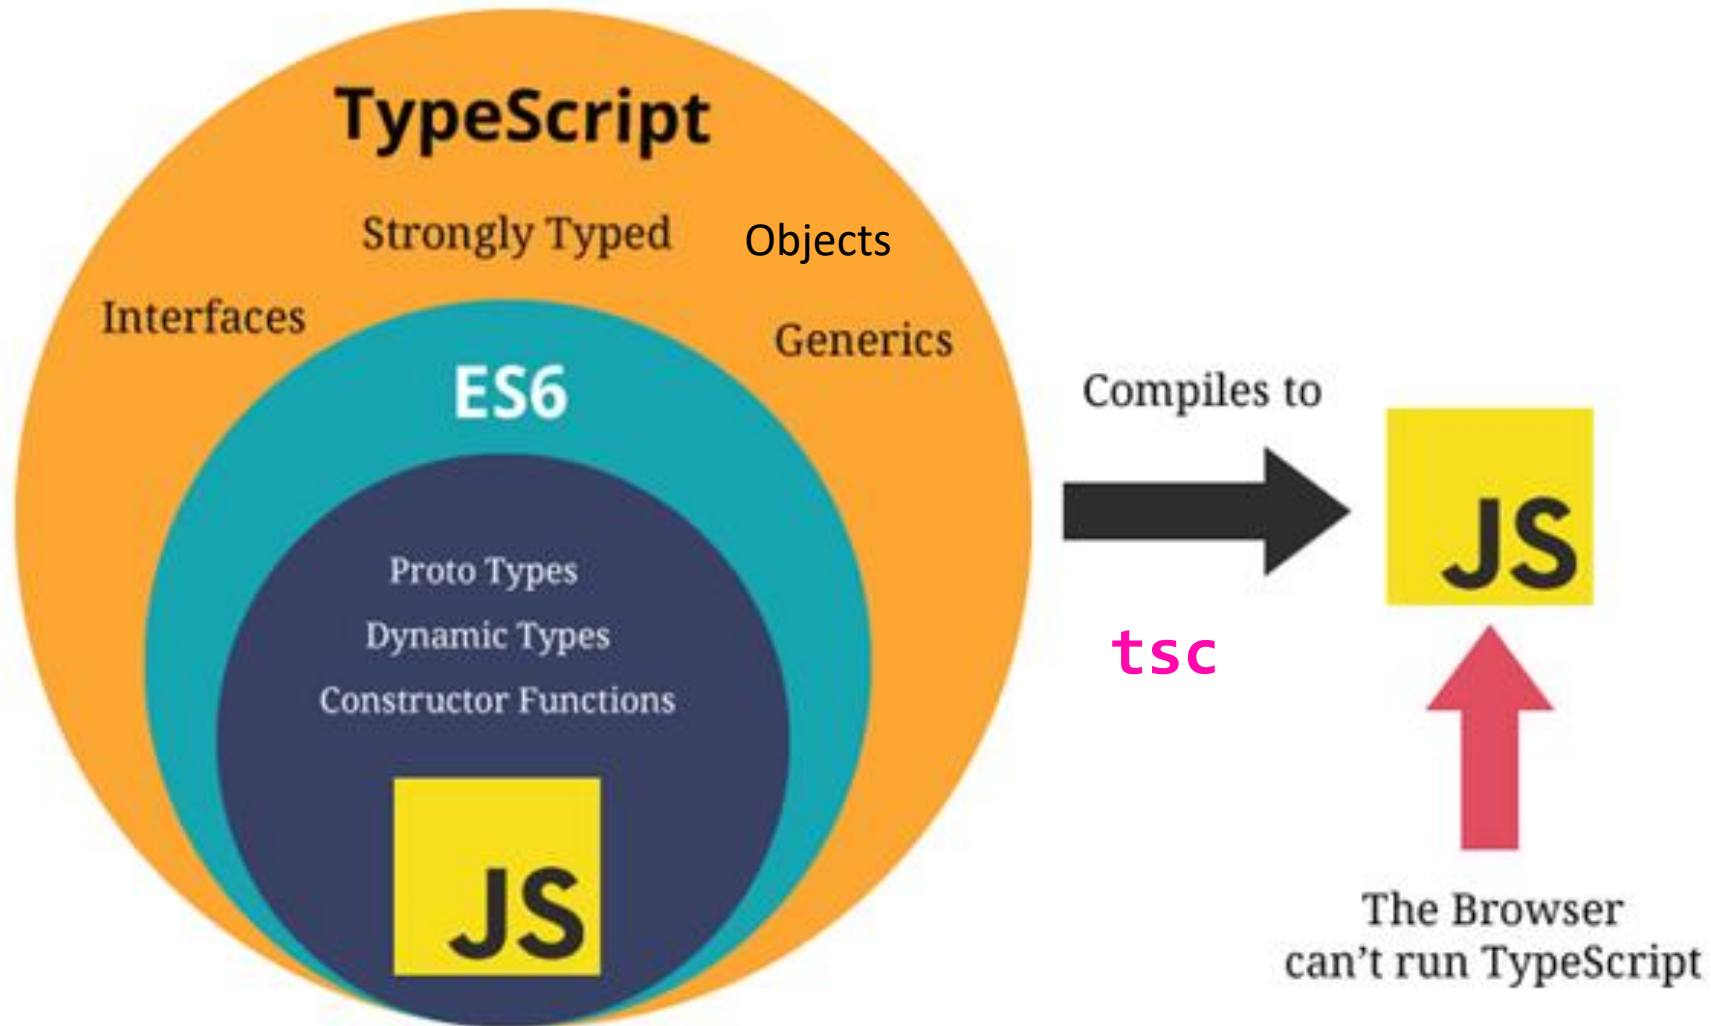 TypeScript
Strongly Typed
Objects
Interfaces
Generics
ES6
Proto Types
Dynamic Types
Constructor Functions
JS
Compiles to
tsc
JS
The Browser
can’t run TypeScript